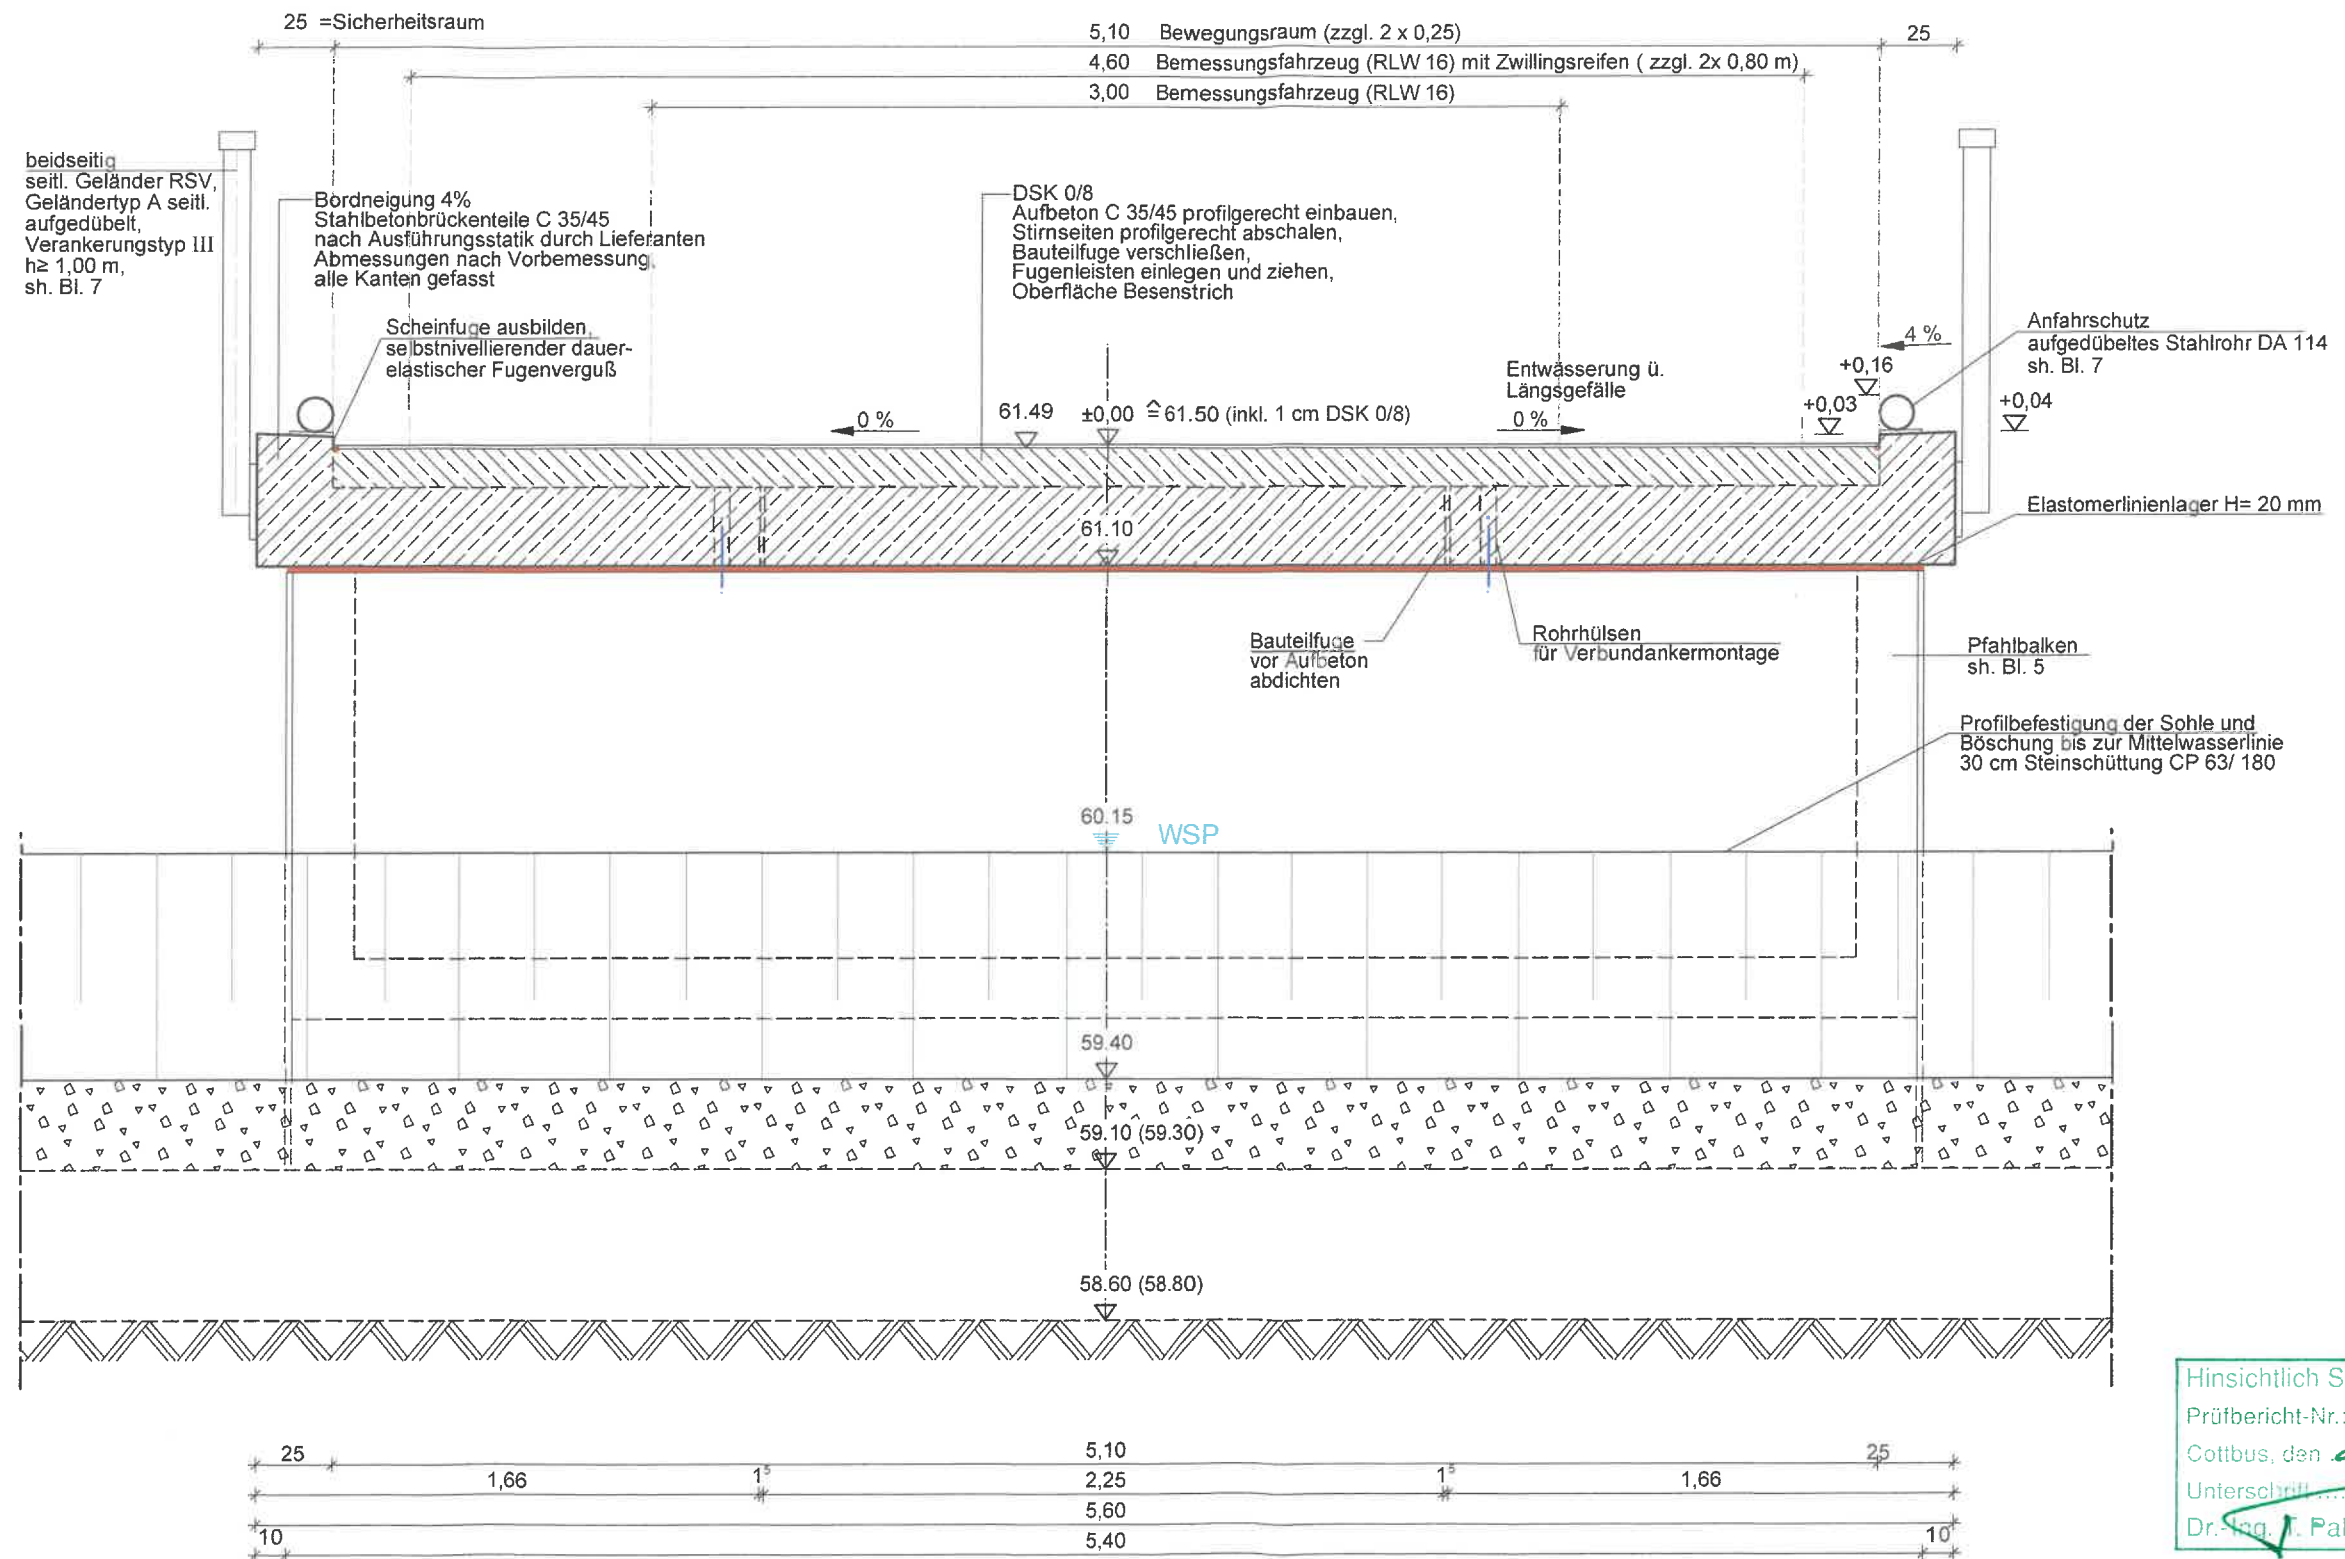 25 =Sicherheitsraum
5,10 Bewegungsraum (zzgl. 2 x 0,25)
25
4,60 Bemessungsfahrzeug (RLW 16) mit Zwillingsreifen ( zzgl. 2x 0,80 m)
3,00 Bemessungsfahrzeug (RLW 16)
beidseitig
seitl. Geländer RSV,
Geländertyp A seitl.
aufgedübelt,
Verankerungstyp III
h≥ 1,00 m,
sh. Bl. 7
Bordneigung 4%
Stahlbetonbrückenteile C 35/45
nach Ausführungsstatik durch Lieferanten
Abmessungen nach Vorbemessung,
alle Kanten gefasst
DSK 0/8
Aufbeton C 35/45 profilgerecht einbauen,
Stirnseiten profilgerecht abschalen,
Bauteilfuge verschließen,
Fugenleisten einlegen und ziehen,
Oberfläche Besenstrich
Scheinfuge ausbilden,
selbstnivellierender dauer-
elastischer Fugenverguß
Anfahrschutz
aufgedübeltes Stahlrohr DA 114
sh. Bl. 7
4 %
+0,16
+0,03
+0,04
Entwässerung ü.
Längsgefälle
0 %
61.49
±0,00 ≙ 61.50 (inkl. 1 cm DSK 0/8)
0 %
61.10
Elastomerlinienlager H= 20 mm
Bauteilfuge
vor Aufbeton
abdichten
Rohrhülsen
für Verbundankermontage
Pfahlbalken
sh. Bl. 5
Profilbefestigung der Sohle und
Böschung bis zur Mittelwasserlinie
30 cm Steinschüttung CP 63/ 180
60.15
WSP
59.40
59.10 (59.30)
58.60 (58.80)
Hinsichtlich S
Prüfbericht-Nr.:
Cottbus, den
Unterschrift ....
Dr.-Ing. T. Pal
25 5,10 25
1,66 1⁵ 2,25 1⁵ 1,66
5,60
10 5,40 10